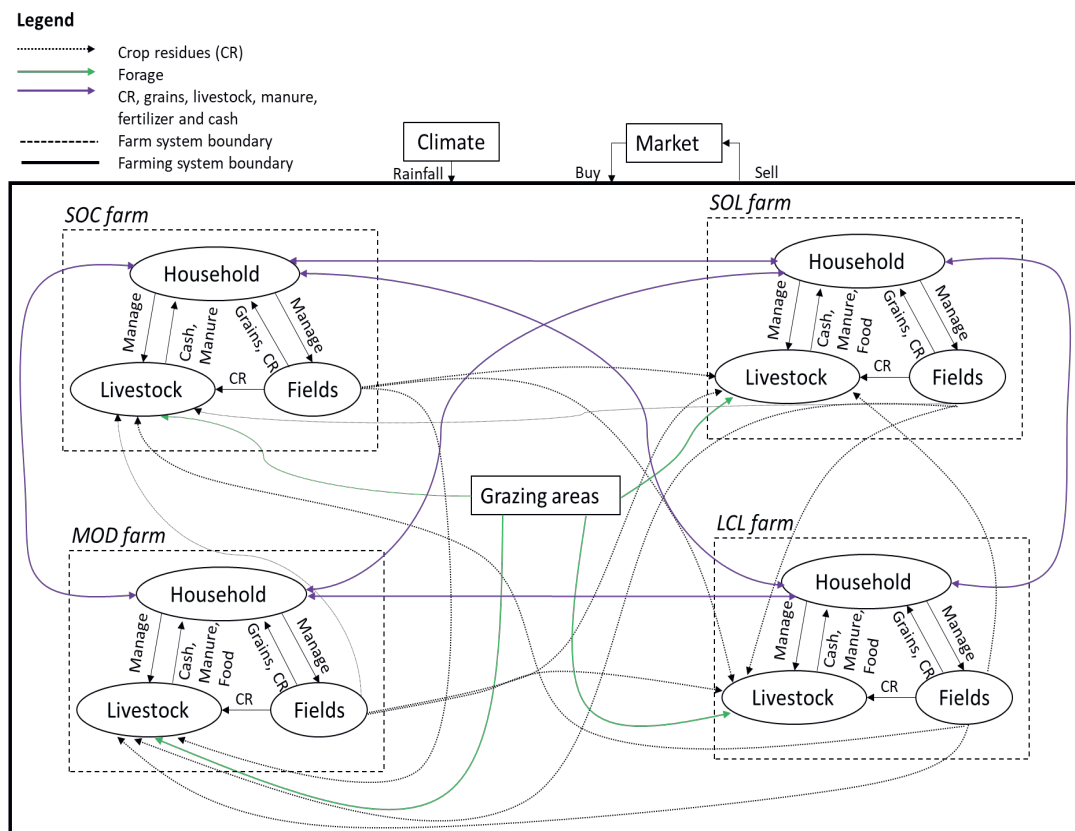 Legend
Crop residues (CR)
Forage
CR, grains, livestock, manure,
fertilizer and cash
Farm system boundary
Farming system boundary
Climate
Market
Rainfall
Buy
Sell
SOC farm
Household
Manage
Cash,
Manure
Grains, CR
Manage
Livestock
CR
Fields
SOL farm
Household
Manage
Cash,
Manure,
Food
Grains, CR
Manage
Livestock
CR
Fields
Grazing areas
MOD farm
Household
Manage
Cash,
Manure,
Food
Grains, CR
Manage
Livestock
CR
Fields
LCL farm
Household
Manage
Cash,
Manure,
Food
Grains, CR
Manage
Livestock
CR
Fields